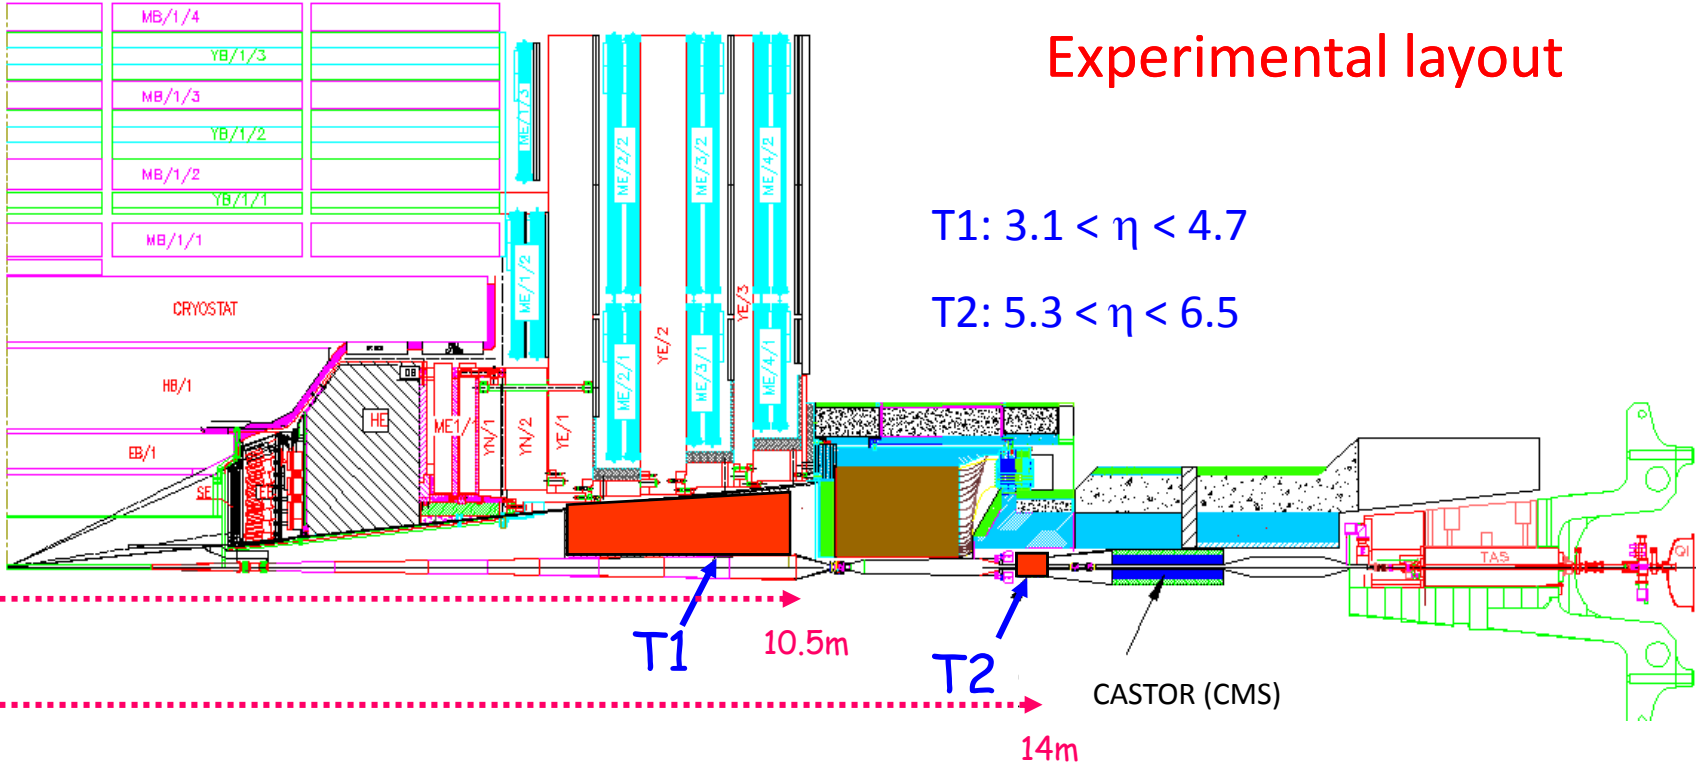 Experimental layout
MB/1/4
YB/1/3
MB/1/3
YB/1/2
MB/1/2
YB/1/1
MB/1/1
CRYOSTAT
HB/1
EB/1
SE
EE
HE
ME1/1
YN/1
YN/2
YE/1
ME/1/3
ME/1/2
ME/2/2
ME/2/1
YE/2
ME/3/2
ME/3/1
YE/3
ME/4/2
ME/4/1
T1: 3.1 < η < 4.7
T2: 5.3 < η < 6.5
TAS
QI
T1
10.5m
T2
CASTOR (CMS)
14m